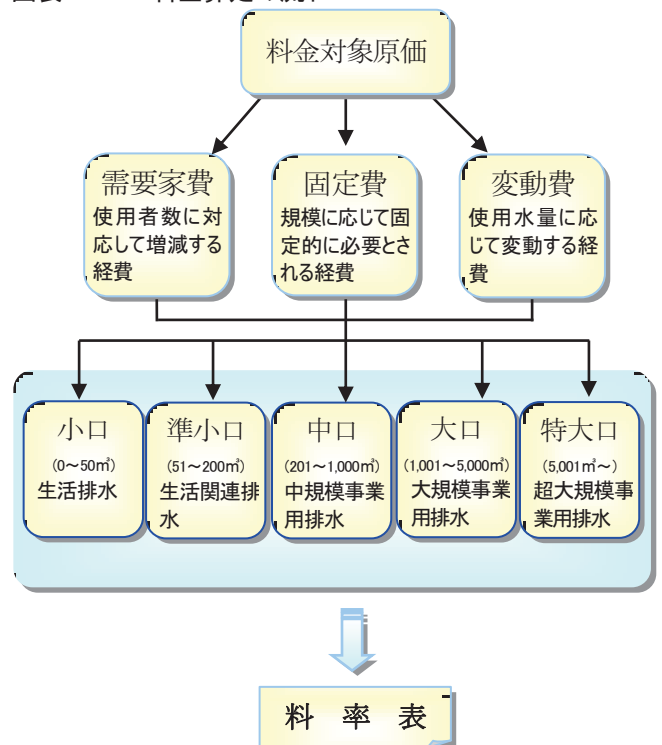 料金対象原価
需要家費
使用者数に対
応して増減する
経費
固定費
規模に応じて固
定的に必要とさ
れる経費
変動費
使用水量に応
じて変動する経
費
小口
(0～50㎥)
生活排水
準小口
(51～200㎥)
生活関連排
水
中口
(201～1,000㎥)
中規模事業
用排水
大口
(1,001～5,000㎥)
大規模事業
用排水
特大口
(5,001㎥～)
超大規模事
業用排水
料 率 表